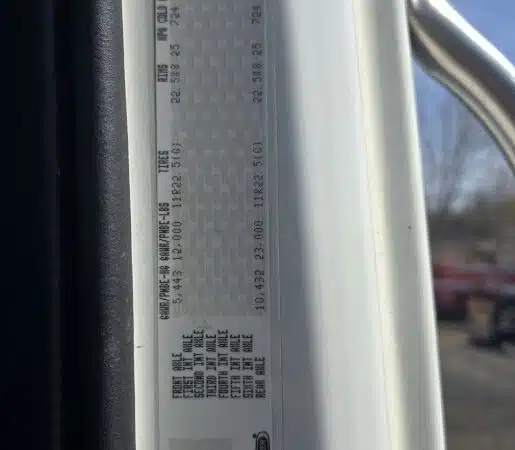 GAWR/PNBE-KG GAWR/PNBE-LBS TIRES RIMS KPA COLD
FRONT AXLE 5,443 12,000 11R22.5(G) 22.5X8.25 724
FIRST INT AXLE
SECOND INT AXLE
THIRD INT AXLE
FOURTH INT AXLE
FIFTH INT AXLE
SIXTH INT AXLE
REAR AXLE 10,432 23,000 11R22.5(G) 22.5X8.25 724